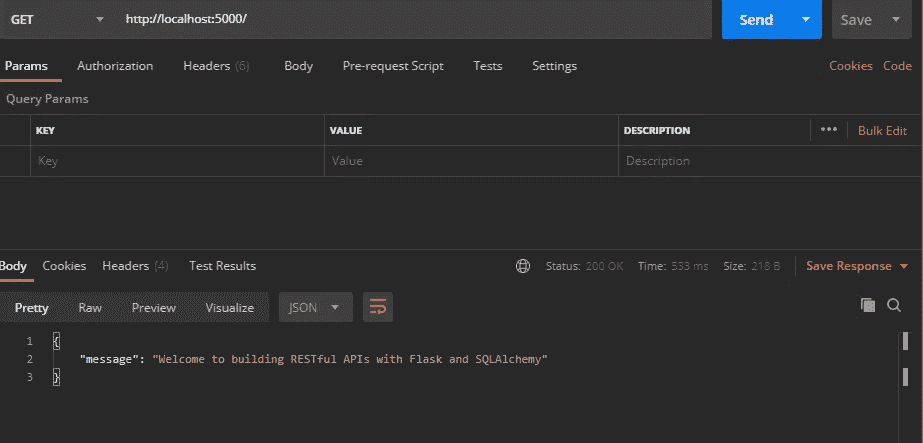 GET http://localhost:5000/ Send Save
Params Authorization Headers (6) Body Pre-request Script Tests Settings Cookies Code
Query Params
KEY VALUE DESCRIPTION ••• Bulk Edit
Key Value Description
Body Cookies Headers (4) Test Results Status: 200 OK Time: 533 ms Size: 218 B Save Response
Pretty Raw Preview Visualize JSON
1 {
2 "message": "Welcome to building RESTful APIs with Flask and SQLAlchemy"
3 }